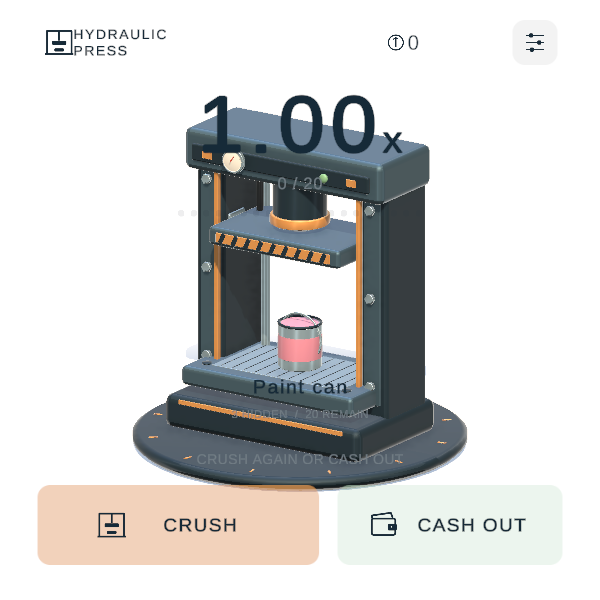 HYDRAULIC
PRESS
0
1.00x
0 / 20
Paint can
HIDDEN / 20 REMAIN
CRUSH AGAIN OR CASH OUT
CRUSH
CASH OUT